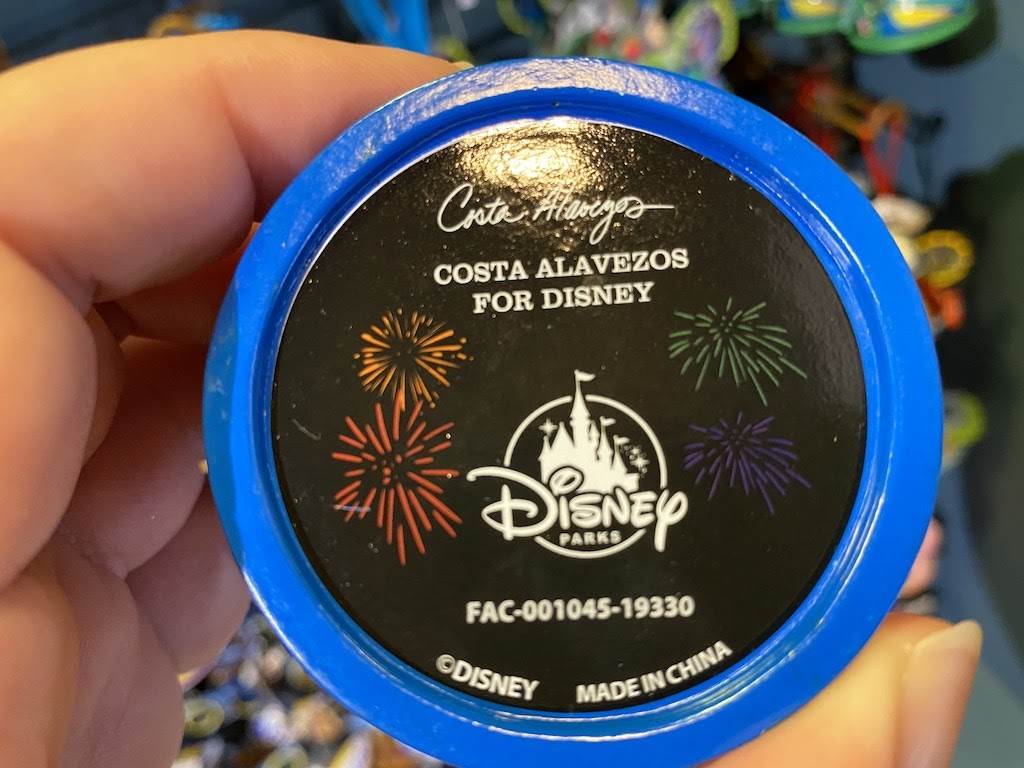 Costa Alavezos
COSTA ALAVEZOS
FOR DISNEY
DISNEY
PARKS
FAC-001045-19330
©DISNEY MADE IN CHINA